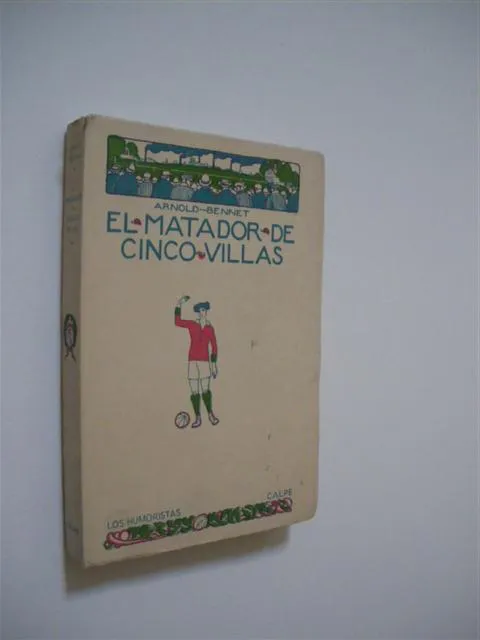 ARNOLD-BENNET
EL MATADOR DE
CINCO VILLAS
LOS HUMORISTAS
CALPE